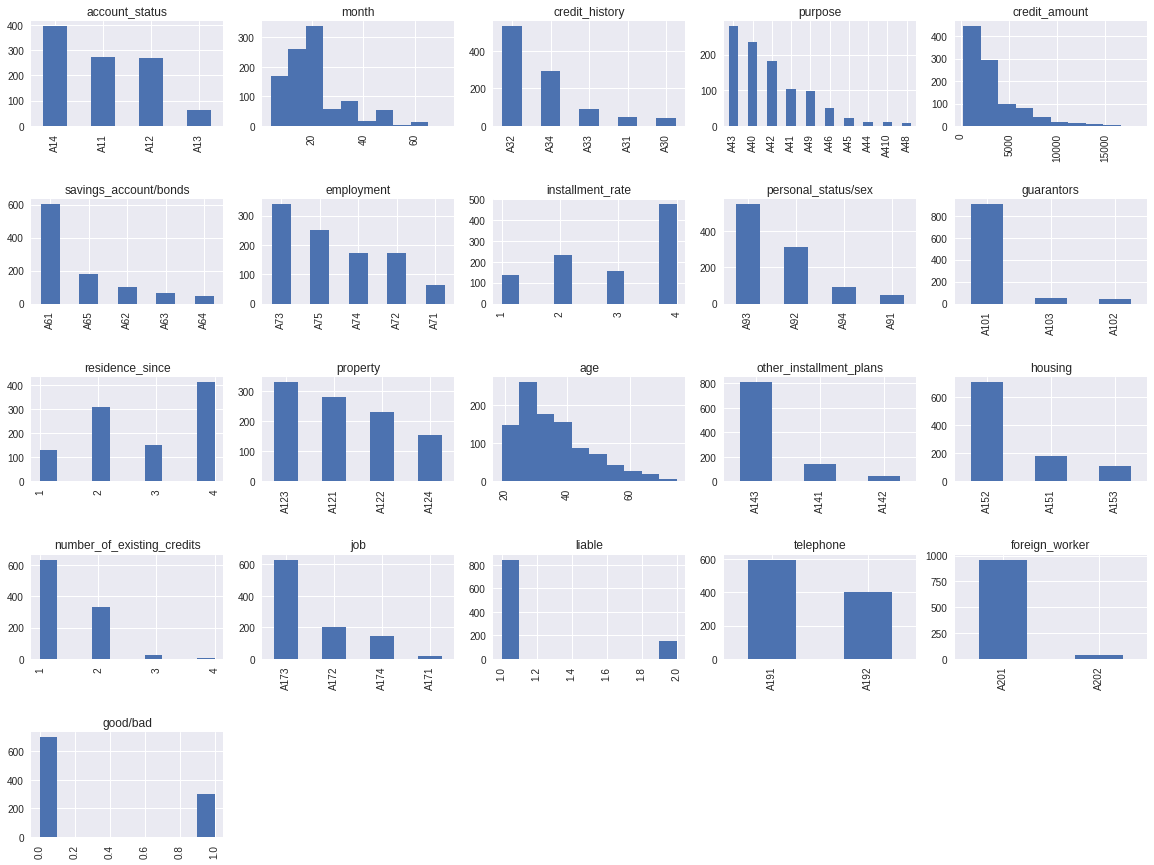 account_status
400
300
200
100
0
A14 A11 A12 A13
month
300
200
100
0
20 40 60
credit_history
400
200
0
A32 A34 A33 A31 A30
purpose
200
100
0
A43 A40 A42 A41 A49 A46 A45 A44 A410 A48
credit_amount
400
300
200
100
0
0 5000 10000 15000
savings_account/bonds
600
400
200
0
A61 A65 A62 A63 A64
employment
300
200
100
0
A73 A75 A74 A72 A71
installment_rate
500
400
300
200
100
0
1 2 3 4
personal_status/sex
400
200
0
A93 A92 A94 A91
guarantors
800
600
400
200
0
A101 A103 A102
residence_since
400
300
200
100
0
1 2 3 4
property
300
200
100
0
A123 A121 A122 A124
age
200
100
0
20 40 60
other_installment_plans
800
600
400
200
0
A143 A141 A142
housing
600
400
200
0
A152 A151 A153
number_of_existing_credits
600
400
200
0
1 2 3 4
job
600
400
200
0
A173 A172 A174 A171
liable
800
600
400
200
0
1.0 1.2 1.4 1.6 1.8 2.0
telephone
600
400
200
0
A191 A192
foreign_worker
1000
750
500
250
0
A201 A202
good/bad
600
400
200
0
0.0 0.2 0.4 0.6 0.8 1.0